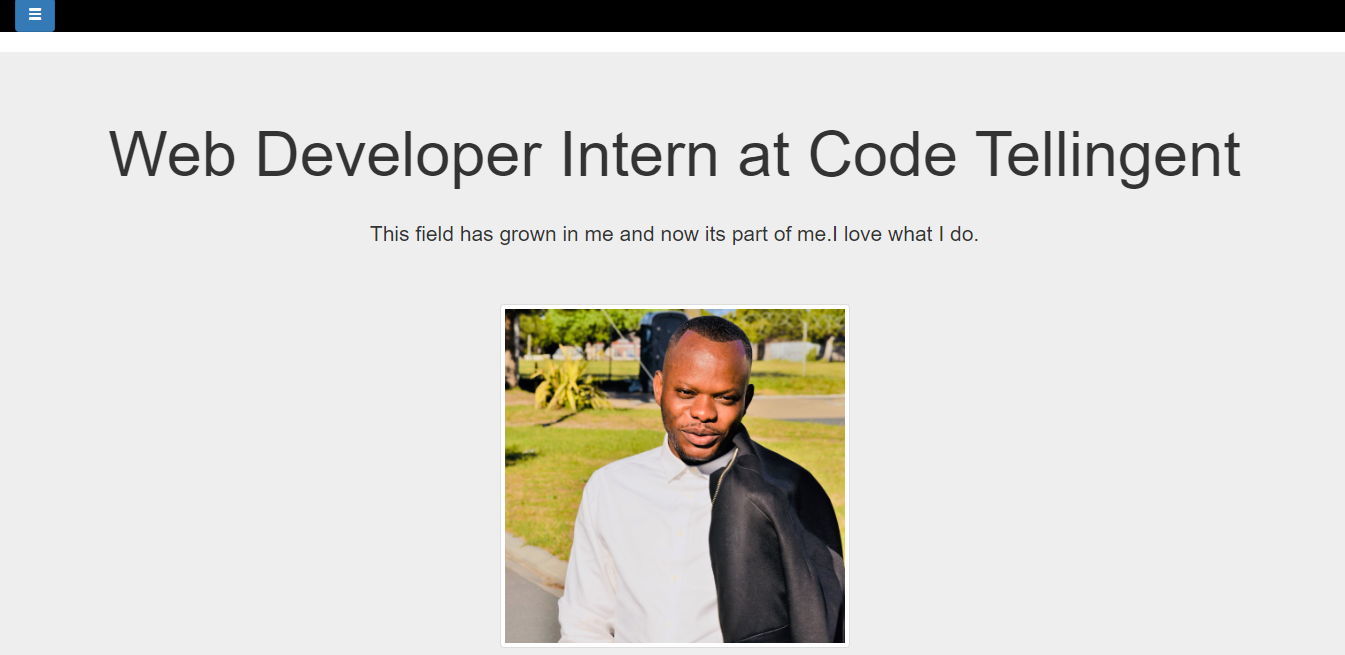 Web Developer Intern at Code Tellingent
This field has grown in me and now its part of me.I love what I do.